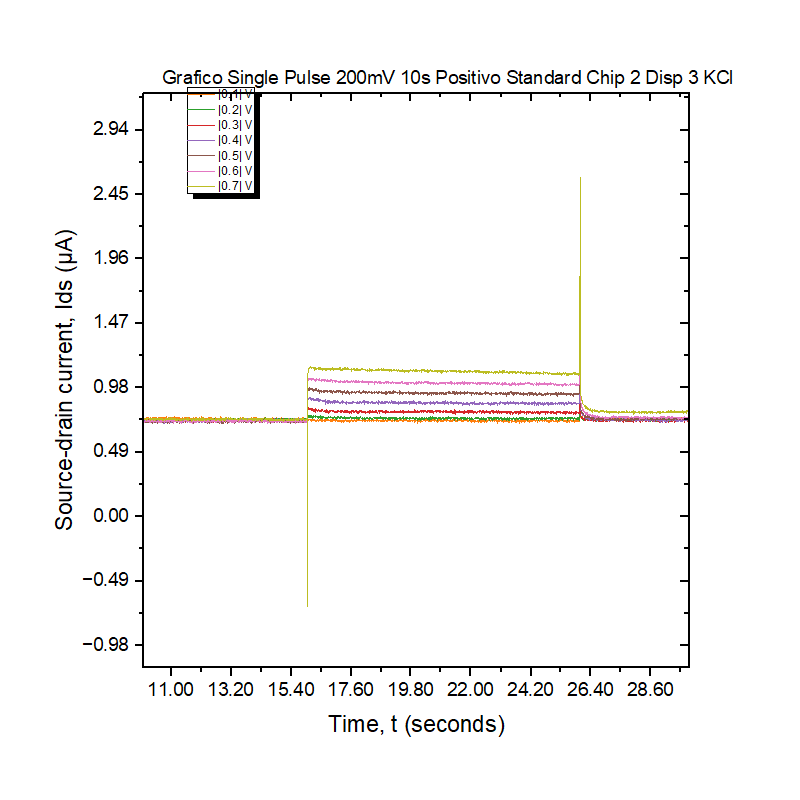 Grafico Single Pulse 200mV 10s Positivo Standard Chip 2 Disp 3 KCl
|0.1| V
|0.2| V
|0.3| V
|0.4| V
|0.5| V
|0.6| V
|0.7| V
2.94
2.45
1.96
1.47
0.98
0.49
0.00
−0.49
−0.98
Source-drain current, Ids (μA)
11.00 13.20 15.40 17.60 19.80 22.00 24.20 26.40 28.60
Time, t (seconds)